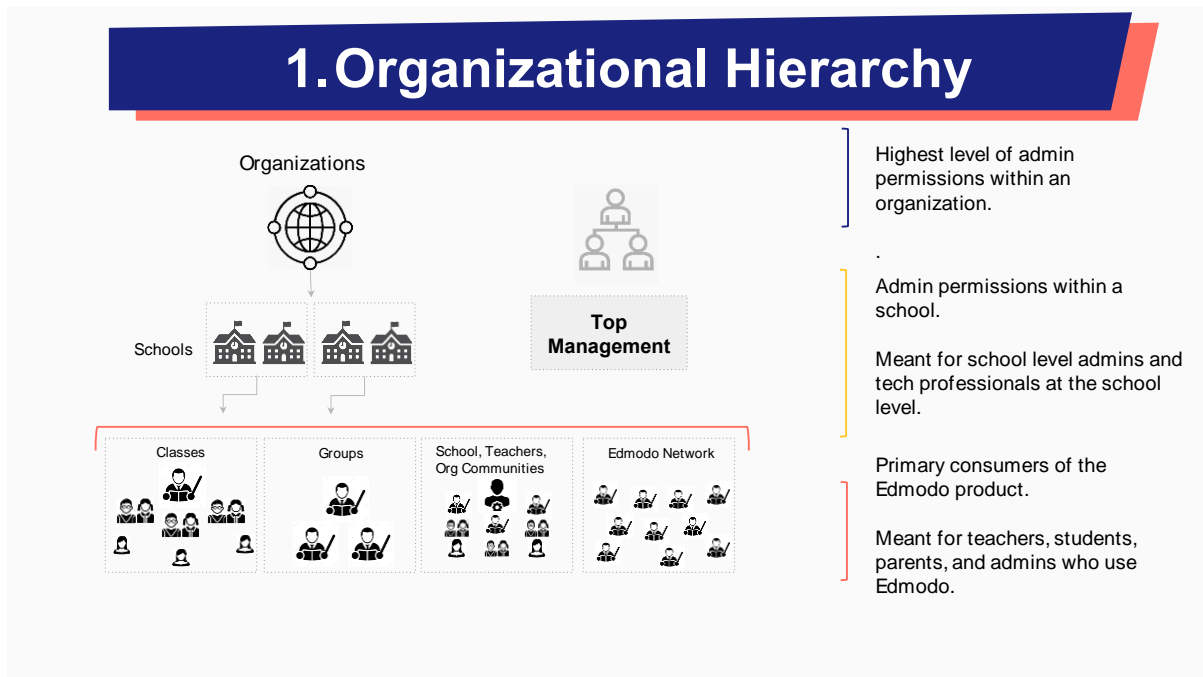 1.Organizational Hierarchy
Organizations
Schools
Top
Management
Classes
Groups
School, Teachers,
Org Communities
Edmodo Network
Highest level of admin
permissions within an
organization.
.
Admin permissions within a
school.
Meant for school level admins and
tech professionals at the school
level.
Primary consumers of the
Edmodo product.
Meant for teachers, students,
parents, and admins who use
Edmodo.